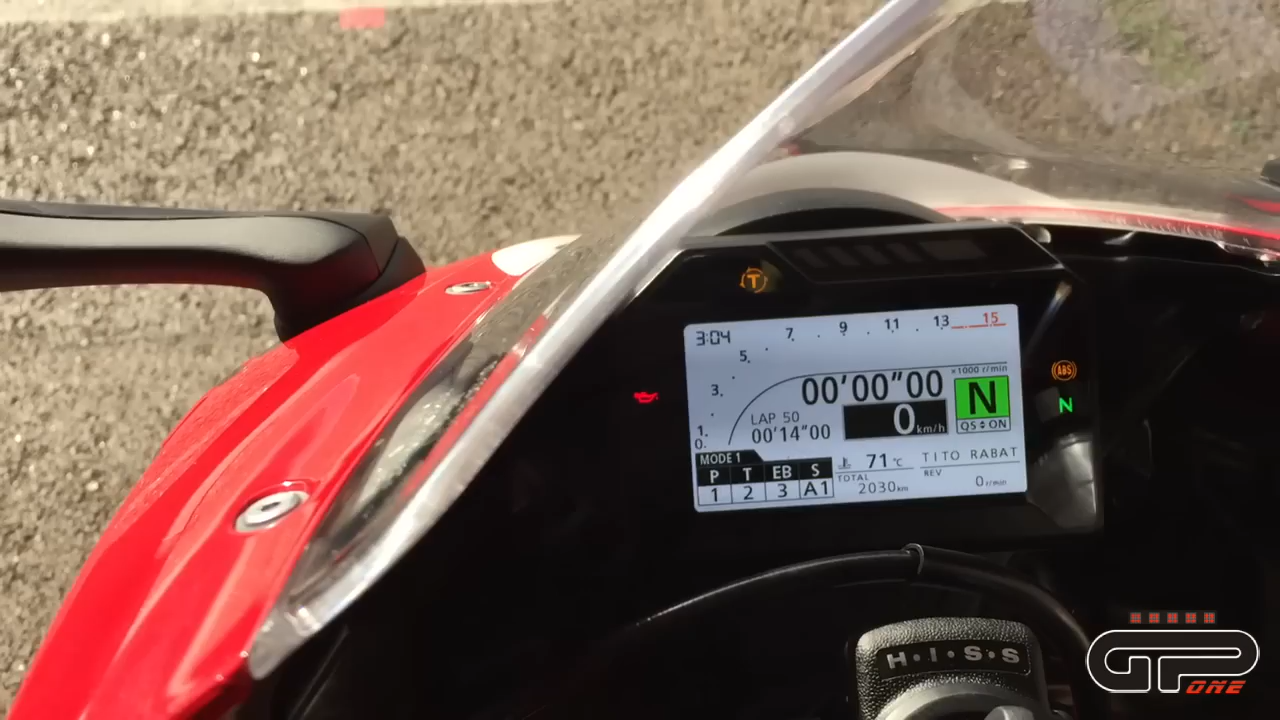 T
3:04
0. 1. 3. 5. 7. 9 11 13 15
×1000 r/min
00'00"00
N
LAP 50
0 km/h
00'14"00
QS ON
ABS
N
MODE 1
P T EB S
1 2 3 A1
71 °C
TOTAL
2030 km
TITO RABAT
REV
0 r/min
H·I·S·S
GP ONE